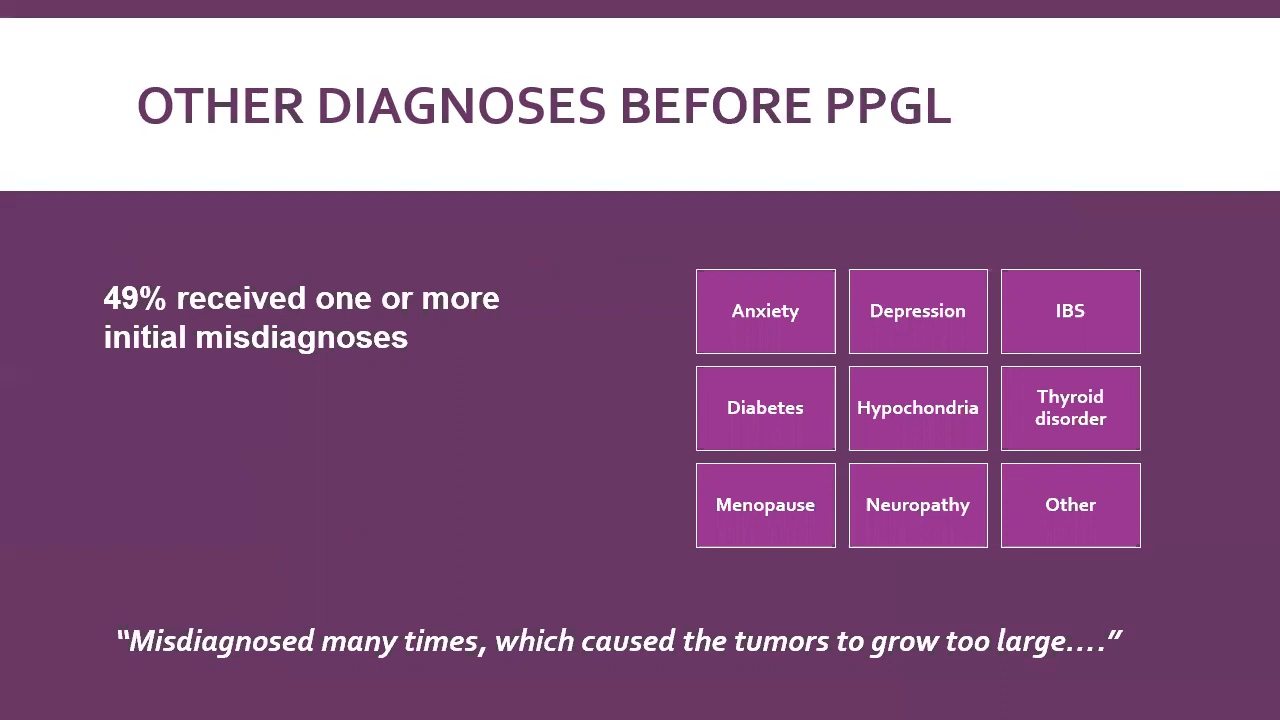 OTHER DIAGNOSES BEFORE PPGL
49% received one or more
initial misdiagnoses
Anxiety
Depression
IBS
Diabetes
Hypochondria
Thyroid
disorder
Menopause
Neuropathy
Other
“Misdiagnosed many times, which caused the tumors to grow too large….”